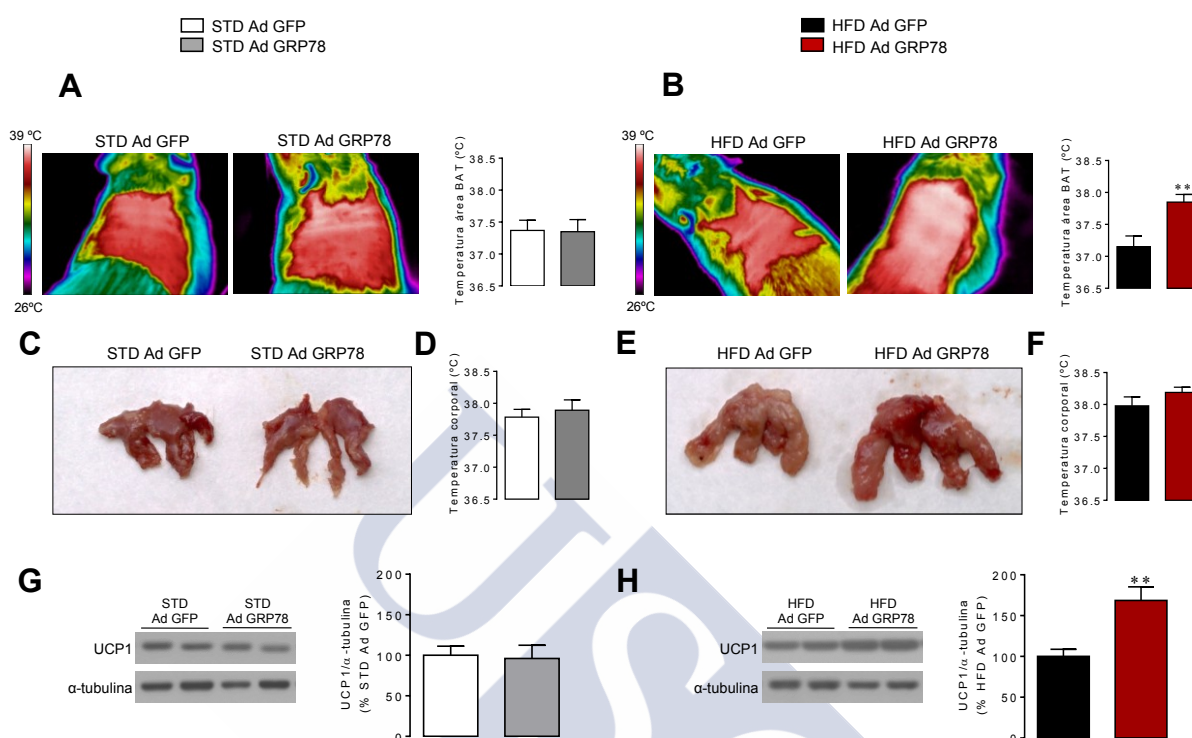 STD Ad GFP
STD Ad GRP78
HFD Ad GFP
HFD Ad GRP78
A
39 ºC
STD Ad GFP
STD Ad GRP78
26ºC
Temperatura área BAT (ºC)
38.5
38.0
37.5
37.0
36.5
B
39 ºC
HFD Ad GFP
HFD Ad GRP78
26ºC
Temperatura área BAT (ºC)
38.5
38.0
37.5
37.0
36.5
**
C
STD Ad GFP
STD Ad GRP78
D
Temperatura corporal (ºC)
38.5
38.0
37.5
37.0
36.5
E
HFD Ad GFP
HFD Ad GRP78
F
Temperatura corporal (ºC)
38.5
38.0
37.5
37.0
36.5
G
STD
Ad GFP
STD
Ad GRP78
UCP1
α-tubulina
UCP1/α-tubulina
(% STD Ad GFP)
200
150
100
50
0
H
HFD
Ad GFP
HFD
Ad GRP78
UCP1
α-tubulina
UCP1/α-tubulina
(% HFD Ad GFP)
200
150
100
50
0
**